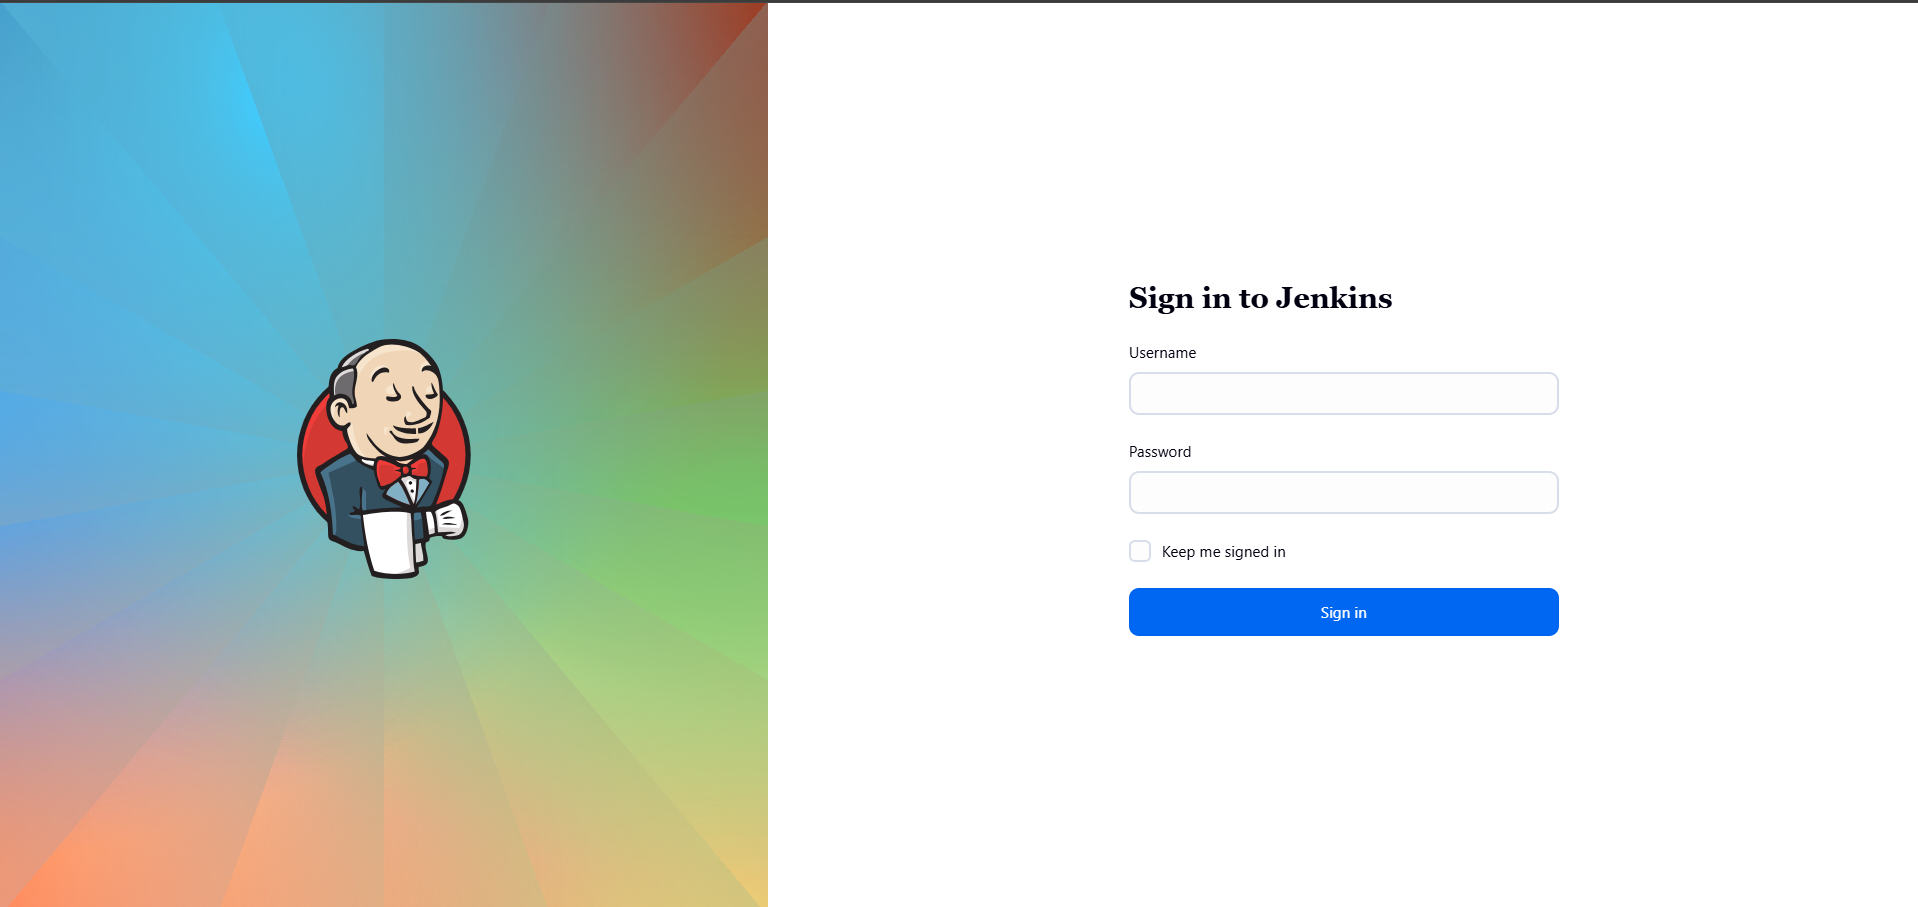 Sign in to Jenkins
Username
Password
Keep me signed in
Sign in